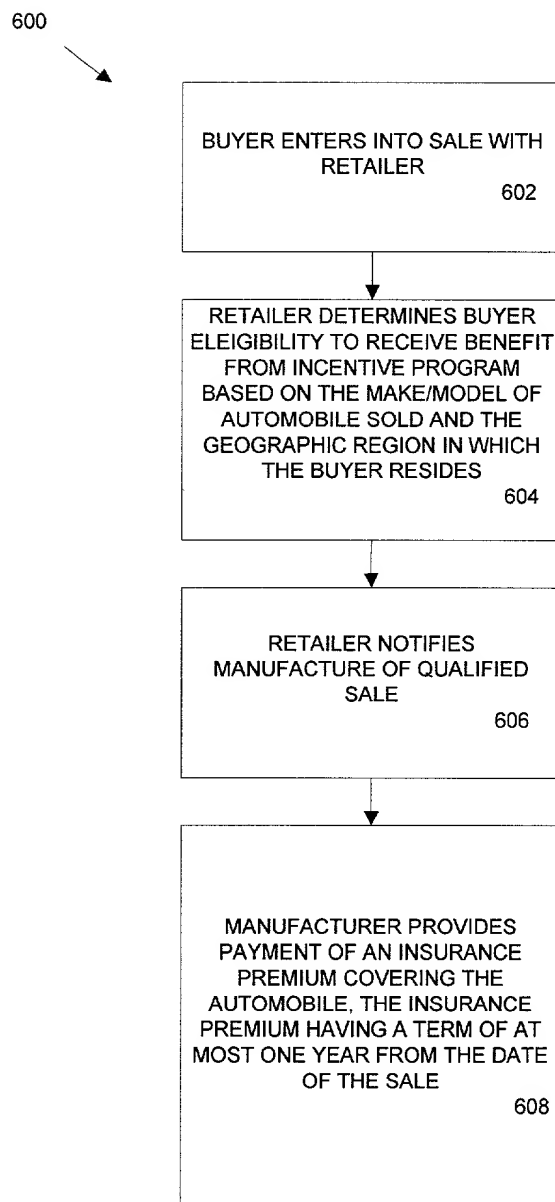 600
BUYER ENTERS INTO SALE WITH
RETAILER
602
RETAILER DETERMINES BUYER
ELEIGIBILITY TO RECEIVE BENEFIT
FROM INCENTIVE PROGRAM
BASED ON THE MAKE/MODEL OF
AUTOMOBILE SOLD AND THE
GEOGRAPHIC REGION IN WHICH
THE BUYER RESIDES
604
RETAILER NOTIFIES
MANUFACTURE OF QUALIFIED
SALE
606
MANUFACTURER PROVIDES
PAYMENT OF AN INSURANCE
PREMIUM COVERING THE
AUTOMOBILE, THE INSURANCE
PREMIUM HAVING A TERM OF AT
MOST ONE YEAR FROM THE DATE
OF THE SALE
608